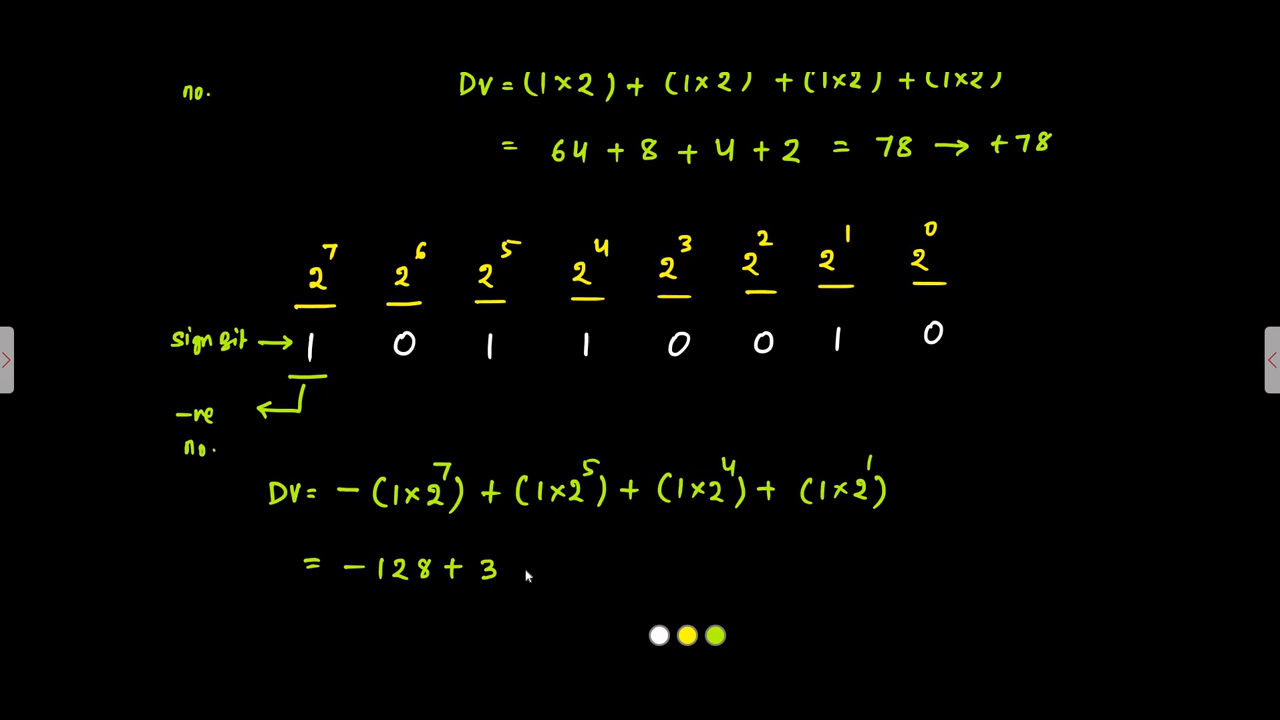 no.
DV = (1×2 ) + (1×2 ) + (1×2 ) + (1×2 )
= 64 + 8 + 4 + 2 = 78 → +78
2⁷ 2⁶ 2⁵ 2⁴ 2³ 2² 2¹ 2⁰
sign bit → 1 0 1 1 0 0 1 0
-ve
no.
DV = -(1×2⁷) + (1×2⁵) + (1×2⁴) + (1×2¹)
= -128 + 3